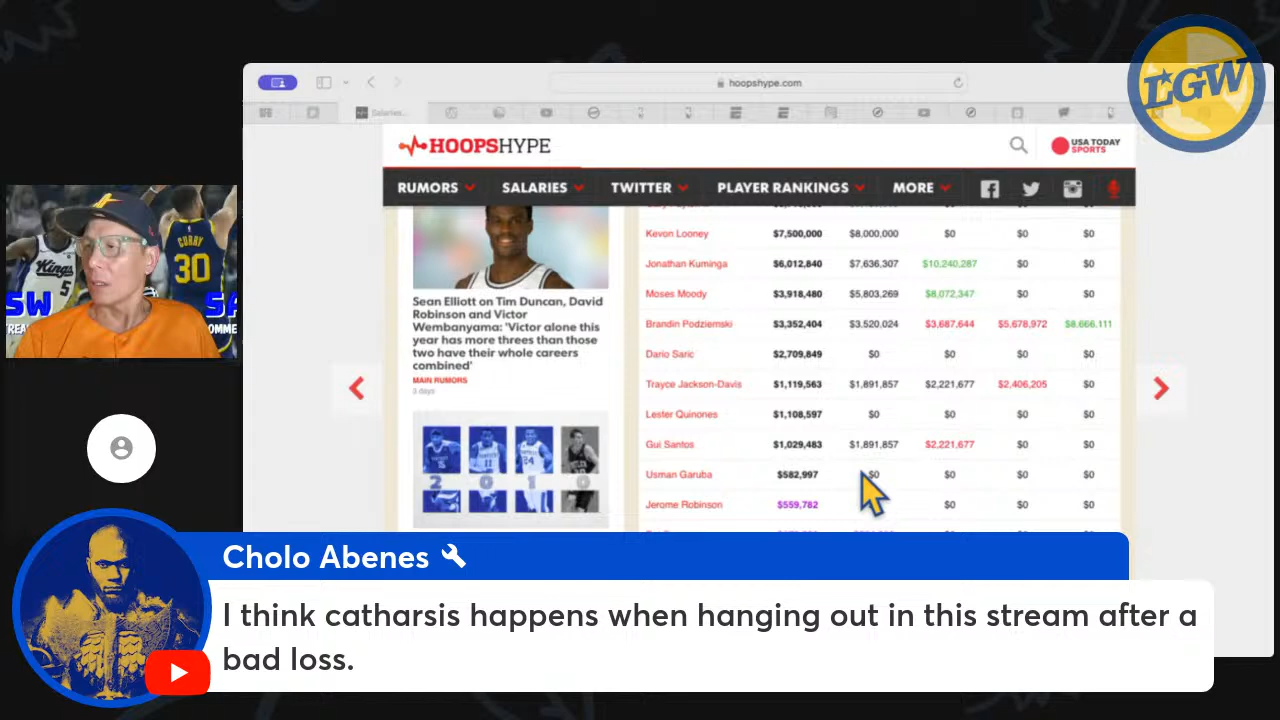 hoopshype.com
LGW
Salaries...
HOOPSHYPE
USA TODAY
SPORTS
RUMORS SALARIES TWITTER PLAYER RANKINGS MORE
Sean Elliott on Tim Duncan, David
Robinson and Victor
Wembanyama: 'Victor alone this
year has more threes than those
two have their whole careers
combined'
MAIN RUMORS
3 days
2 0 1 0
Kevon Looney $7,500,000 $8,000,000 $0 $0 $0
Jonathan Kuminga $6,012,840 $7,636,307 $10,240,287 $0 $0
Moses Moody $3,918,480 $5,803,269 $8,072,347 $0 $0
Brandin Podziemski $3,352,404 $3,520,024 $3,687,644 $5,678,972 $8,666,111
Dario Saric $2,709,849 $0 $0 $0 $0
Trayce Jackson-Davis $1,119,563 $1,891,857 $2,221,677 $2,406,205 $0
Lester Quinones $1,108,597 $0 $0 $0 $0
Gui Santos $1,029,483 $1,891,857 $2,221,677 $0 $0
Usman Garuba $582,997 $0 $0 $0 $0
Jerome Robinson $559,782 $0 $0 $0
Kings
5
CURRY
30
SW
Cholo Abenes
I think catharsis happens when hanging out in this stream after a
bad loss.